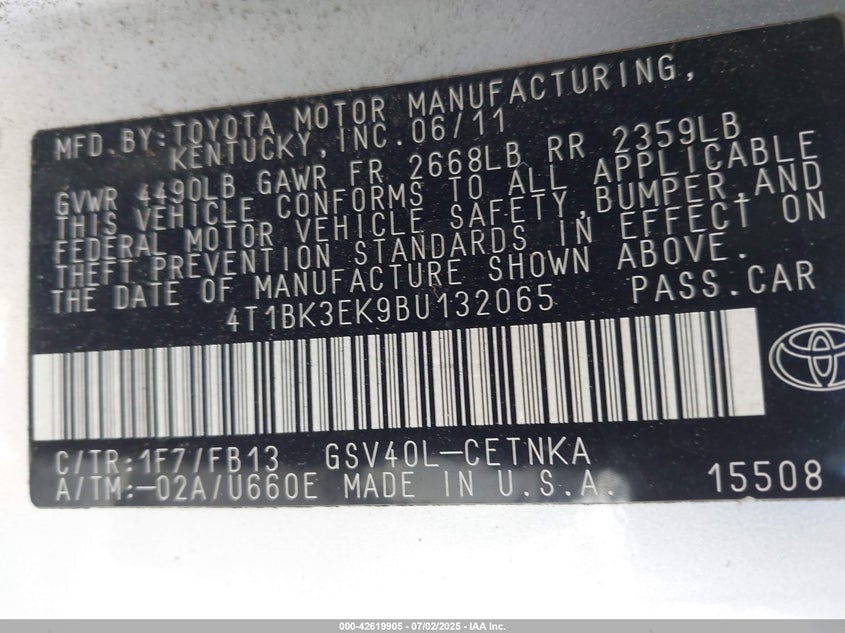 MFD.BY:TOYOTA MOTOR MANUFACTURING,
KENTUCKY,INC.06/11
GVWR 4490LB GAWR FR 2668LB RR 2359LB
THIS VEHICLE CONFORMS TO ALL APPLICABLE
FEDERAL MOTOR VEHICLE SAFETY,BUMPER,AND
THEFT PREVENTION STANDARDS IN EFFECT ON
THE DATE OF MANUFACTURE SHOWN ABOVE.
4T1BK3EK9BU132065 PASS.CAR
C/TR:1F7/FB13 GSV40L-CETNKA
A/TM:-02A/U660E MADE IN U.S.A. 15508
000-42619905 - 07/02/2025 - IAA Inc.